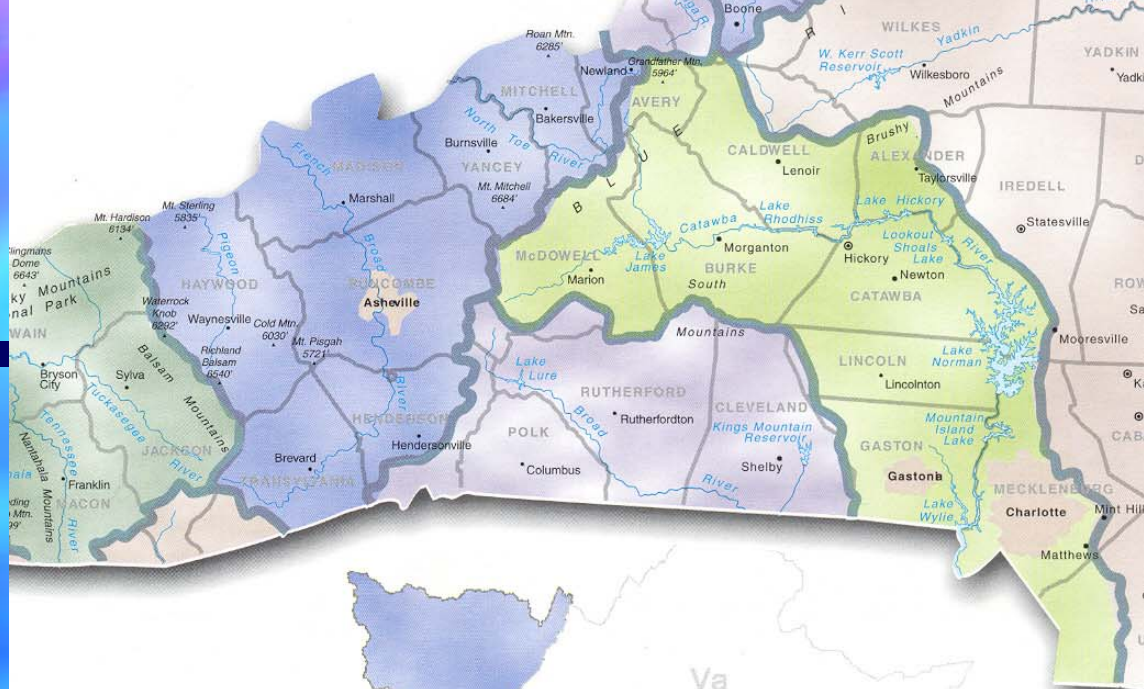 Boone
WILKES
R
I
Yadkin
Roan Mtn.
6285'
W. Kerr Scott
Reservoir
Wilkesboro
Mountains
YADKIN
Newland
Grandfather Mtn.
5964'
MITCHELL
Bakersville
AVERY
North Toe River
Burnsville
YANCEY
Mt. Mitchell
6684'
B L U E
CALDWELL
Lenoir
Brushy
ALEXANDER
Taylorsville
IREDELL
Statesville
French
MADISON
Marshall
Mt. Sterling
5835'
Mt. Hardison
6134'
Clingmans
Dome
6643'
Mountains
Park
Pigeon
River
HAYWOOD
Waynesville
Waterrock
Knob
6292'
Cold Mtn.
6030'
Mt. Pisgah
5721'
Richland
Balsam
6540'
Broad
BUNCOMBE
Asheville
River
McDOWELL
Marion
Lake
James
Catawba
Morganton
BURKE
South
Mountains
Lake
Rhodhiss
Lake Hickory
Hickory
Lookout
Shoals
Lake
River
Newton
CATAWBA
Mooresville
Lake
Norman
LINCOLN
Lincolnton
Bryson
City
Sylva
Balsam
Mountains
Tuckasegee
River
JACKSON
Tennessee
River
Nantahala Mountains
Franklin
MACON
HENDERSON
Hendersonville
Brevard
TRANSYLVANIA
Lake
Lure
Broad
River
RUTHERFORD
Rutherfordton
POLK
Columbus
CLEVELAND
Kings Mountain
Reservoir
Shelby
Mountain
Island
Lake
GASTON
Gastonia
Lake
Wylie
MECKLENBURG
Charlotte
Mint Hill
Matthews
Va